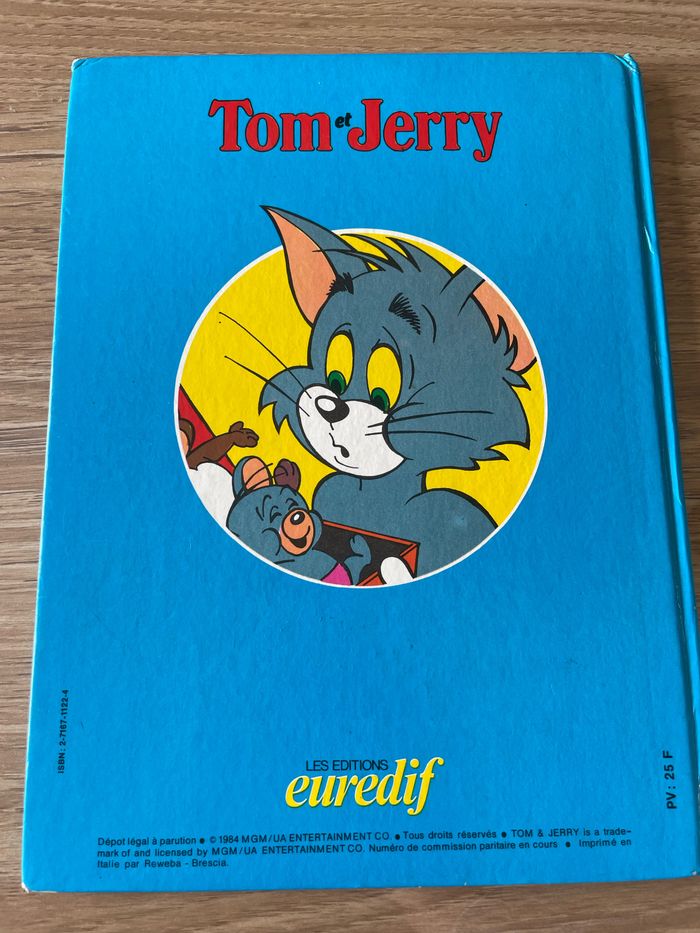 Tom et Jerry
ISBN : 2-7167-1122-4
PV : 25 F
LES EDITIONS
euredif
Dépot légal à parution ● © 1984 MGM/UA ENTERTAINMENT CO. ● Tous droits réservés ● TOM & JERRY is a trade-
mark of and licensed by MGM/UA ENTERTAINMENT CO. Numéro de commission paritaire en cours ● Imprimé en
Italie par Reweba - Brescia.